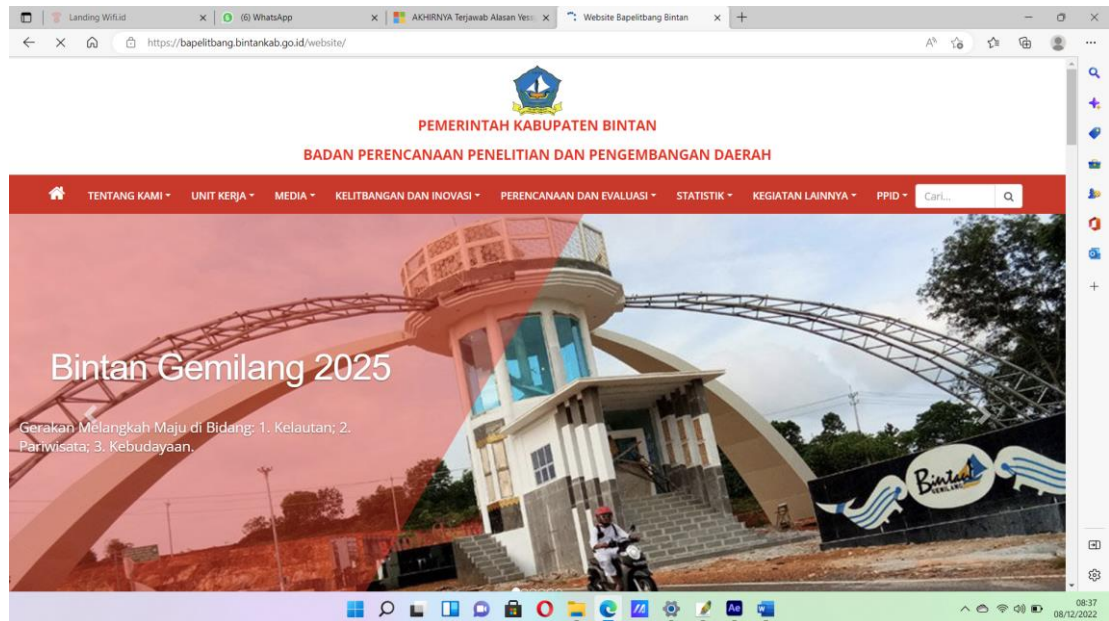 Landing Wifi.id
(6) WhatsApp
AKHIRNYA Terjawab Alasan
Website Bapelitbang Bintan
https://bapelitbang.bintankab.go.id/website/
PEMERINTAH KABUPATEN BINTAN
BADAN PERENCANAAN PENELITIAN DAN PENGEMBANGAN DAERAH
TENTANG KAMI UNIT KERJA MEDIA KELITBANGAN DAN INOVASI PERENCANAAN DAN EVALUASI STATISTIK KEGIATAN LAINNYA PPID Cari...
Bintan Gemilang 2025
Gerakan Melangkah Maju di Bidang: 1. Kelautan; 2.
Pariwisata; 3. Kebudayaan.
Bintan
GEMILANG
08:37
08/12/2022